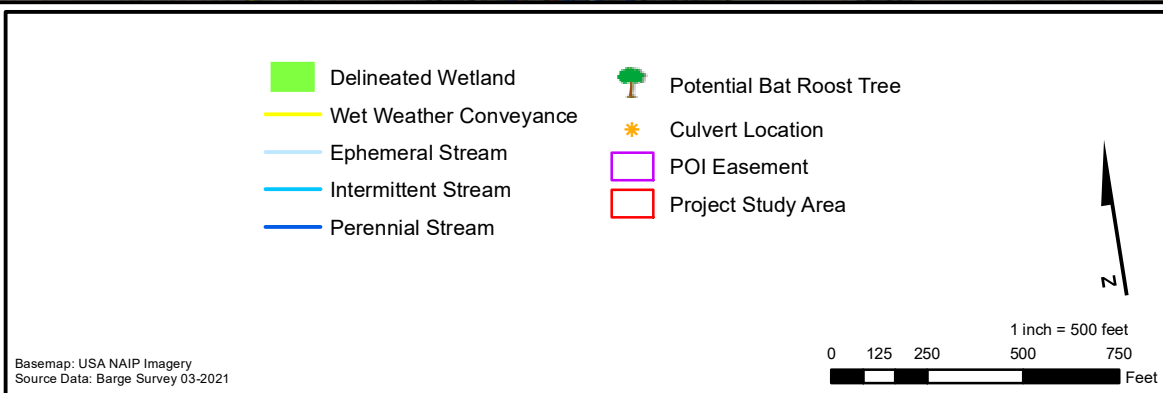 Delineated Wetland
Wet Weather Conveyance
Ephemeral Stream
Intermittent Stream
Perennial Stream
Potential Bat Roost Tree
Culvert Location
POI Easement
Project Study Area
N
1 inch = 500 feet
0 125 250 500 750
Feet
Basemap: USA NAIP Imagery
Source Data: Barge Survey 03-2021